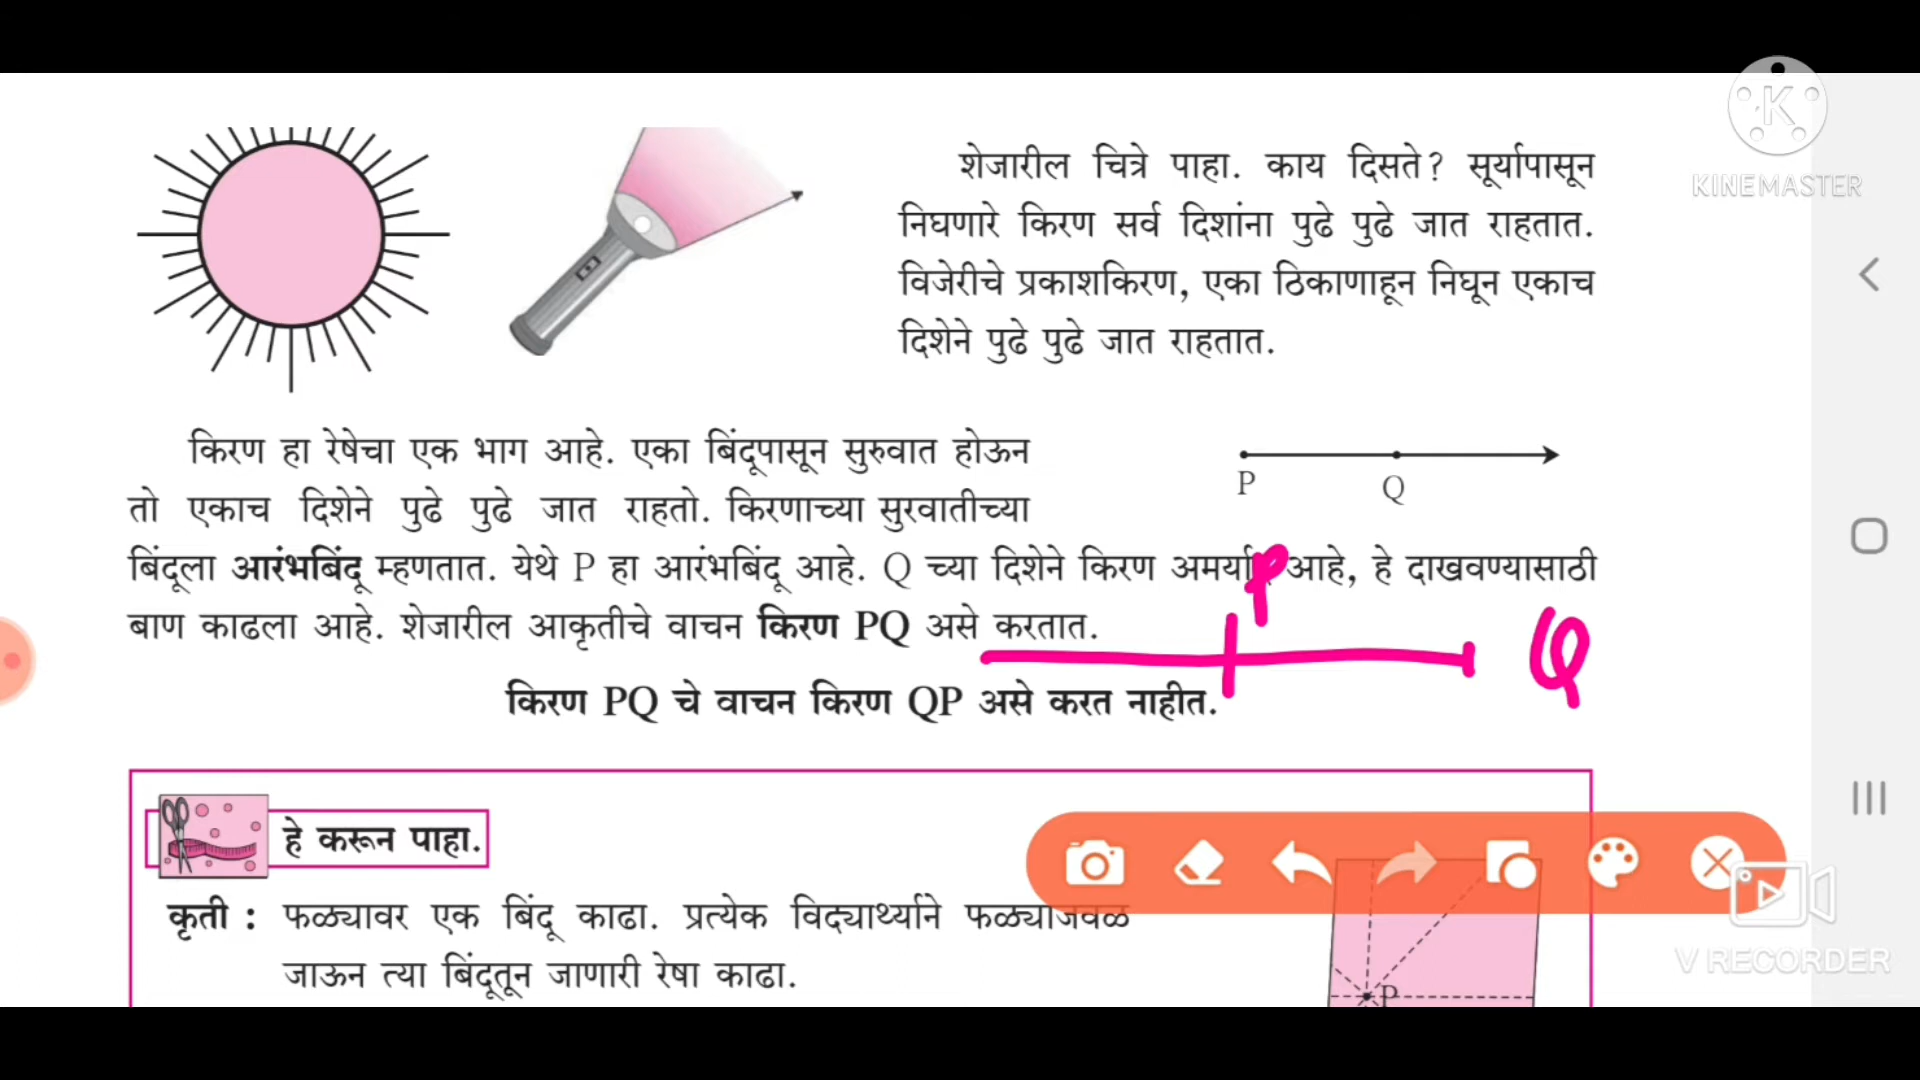 शेजारील चित्रे पाहा. काय दिसते? सूर्यापासून
निघणारे किरण सर्व दिशांना पुढे पुढे जात राहतात.
विजेरीचे प्रकाशकिरण, एका ठिकाणाहून निघून एकाच
दिशेने पुढे पुढे जात राहतात.
KINEMASTER
किरण हा रेषेचा एक भाग आहे. एका बिंदूपासून सुरुवात होऊन
तो एकाच दिशेने पुढे पुढे जात राहतो. किरणाच्या सुरवातीच्या
P Q
बिंदूला आरंभबिंदू म्हणतात. येथे P हा आरंभबिंदू आहे. Q च्या दिशेने किरण आहे, हे दाखवण्यासाठी
बाण काढला आहे. शेजारील आकृतीचे वाचन किरण PQ असे करतात.
P
Q
किरण PQ चे वाचन किरण QP असे करत नाहीत.
हे करून पाहा.
कृती : फळ्यावर एक बिंदू काढा. प्रत्येक विद्यार्थ्याने फळ्याजवळ
जाऊन त्या बिंदूतून जाणारी रेषा काढा.
P
V RECORDER